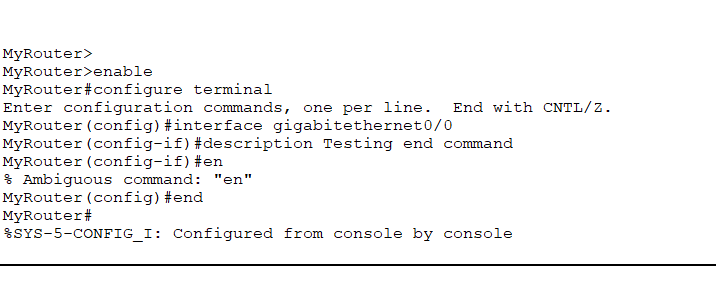 MyRouter>
MyRouter>enable
MyRouter#configure terminal
Enter configuration commands, one per line.  End with CNTL/Z.
MyRouter(config)#interface gigabitethernet0/0
MyRouter(config-if)#description Testing end command
MyRouter(config-if)#en
% Ambiguous command: "en"
MyRouter(config)#end
MyRouter#
%SYS-5-CONFIG_I: Configured from console by console